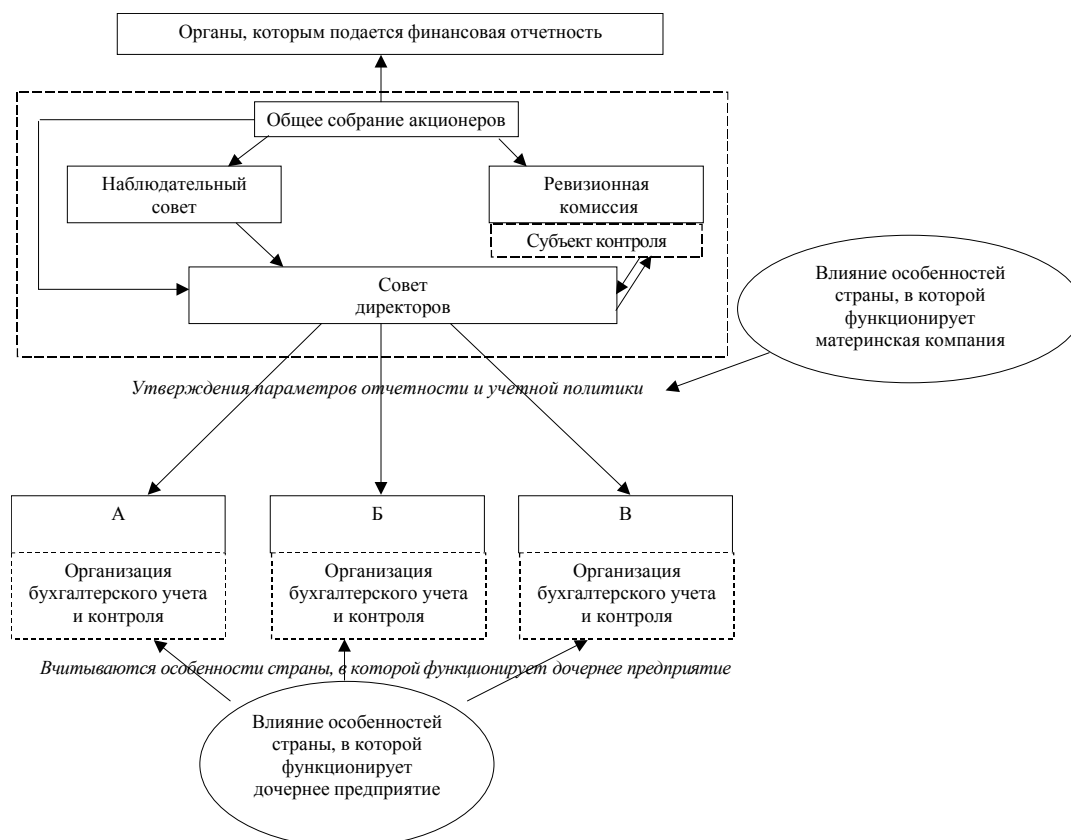 Органы, которым подается финансовая отчетность
Общее собрание акционеров
Наблюдательный
совет
Ревизионная
комиссия
Субъект контроля
Совет
директоров
Влияние особенностей
страны, в которой
функционирует
материнская компания
Утверждения параметров отчетности и учетной политики
А
Б
В
Организация
бухгалтерского учета
и контроля
Организация
бухгалтерского учета
и контроля
Организация
бухгалтерского учета
и контроля
Вчитываются особенности страны, в которой функционирует дочернее предприятие
Влияние особенностей
страны, в которой
функционирует
дочернее предприятие